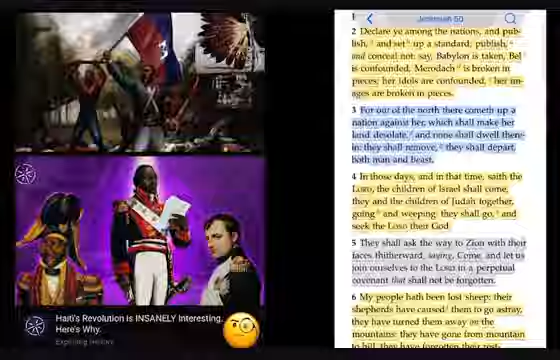 Haiti's Revolution is INSANELY Interesting.
Here's Why.
Exploring History
Jeremiah 50
2 Declare ye among the nations, and pub-
lish, and set up a standard; publish,
and conceal not: say, Babylon is taken, Bel
is confounded, Merodach is broken in
pieces; her idols are confounded, her im-
ages are broken in pieces.
3 For out of the north there cometh up a
nation against her, which shall make her
land desolate, and none shall dwell there-
in: they shall remove, they shall depart,
both man and beast.
4 In those days, and in that time, saith the
LORD, the children of Israel shall come,
they and the children of Judah together,
going and weeping: they shall go, and
seek the LORD their God
5 They shall ask the way to Zion with their
faces thitherward, saying, Come, and let us
join ourselves to the LORD in a perpetual
covenant that shall not be forgotten.
6 My people hath been lost sheep: their
shepherds have caused them to go astray,
they have turned them away on the
mountains: they have gone from mountain
to hill, they have forgotten their rest-